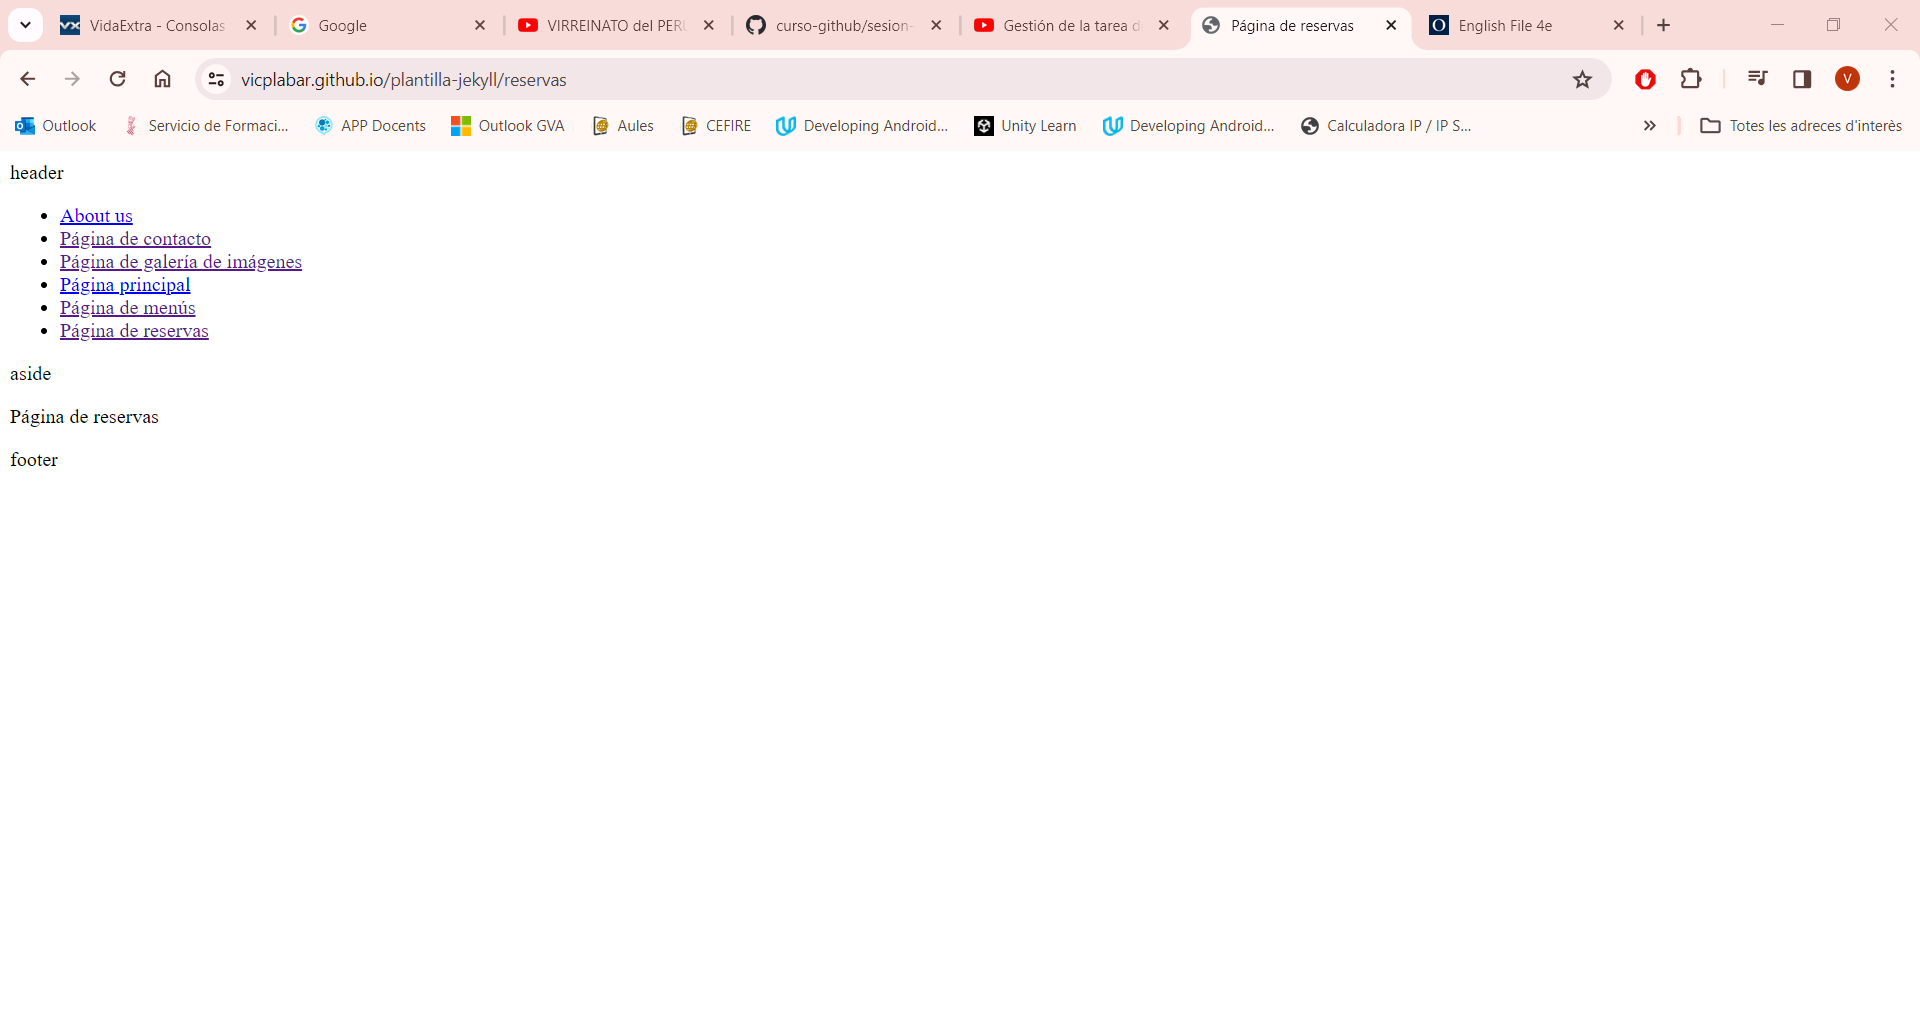 VidaExtra - Consolas
Google
VIRREINATO del PERU
curso-github/sesion-
Gestión de la tarea d
Página de reservas
English File 4e
vicplabar.github.io/plantilla-jekyll/reservas
V
Outlook
Servicio de Formaci...
APP Docents
Outlook GVA
Aules
CEFIRE
Developing Android...
Unity Learn
Developing Android...
Calculadora IP / IP S...
Totes les adreces d'interès
header
About us
Página de contacto
Página de galería de imágenes
Página principal
Página de menús
Página de reservas
aside
Página de reservas
footer